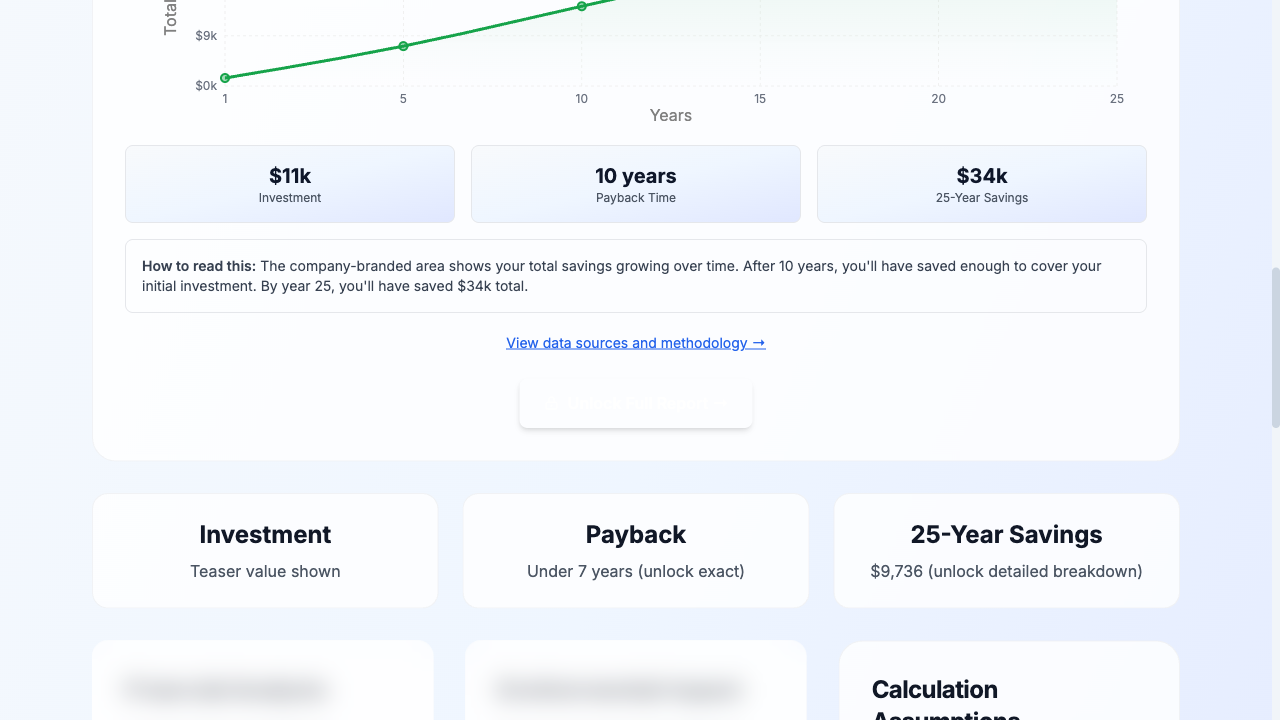 Total
$9k
$0k
1 5 10 15 20 25
Years
$11k
Investment
10 years
Payback Time
$34k
25-Year Savings
How to read this: The company-branded area shows your total savings growing over time. After 10 years, you'll have saved enough to cover your
initial investment. By year 25, you'll have saved $34k total.
View data sources and methodology →
Investment
Teaser value shown
Payback
Under 7 years (unlock exact)
25-Year Savings
$9,736 (unlock detailed breakdown)
Calculation
Assumptions